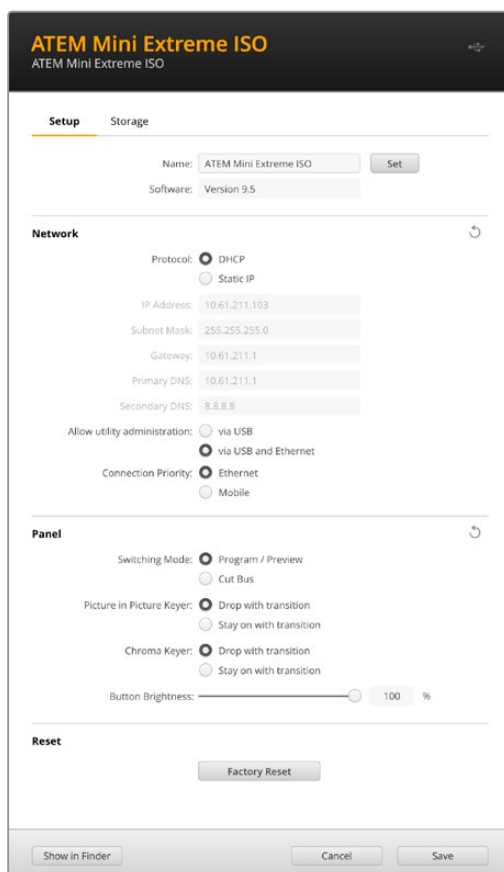 ATEM Mini Extreme ISO
ATEM Mini Extreme ISO
Setup Storage
Name: ATEM Mini Extreme ISO Set
Software: Version 9.5
Network
Protocol: DHCP
Static IP
IP Address: 10.61.211.103
Subnet Mask: 255.255.255.0
Gateway: 10.61.211.1
Primary DNS: 10.61.211.1
Secondary DNS: 8.8.8.8
Allow utility administration: via USB
via USB and Ethernet
Connection Priority: Ethernet
Mobile
Panel
Switching Mode: Program / Preview
Cut Bus
Picture in Picture Keyer: Drop with transition
Stay on with transition
Chroma Keyer: Drop with transition
Stay on with transition
Button Brightness: 100 %
Reset
Factory Reset
Show in Finder Cancel Save